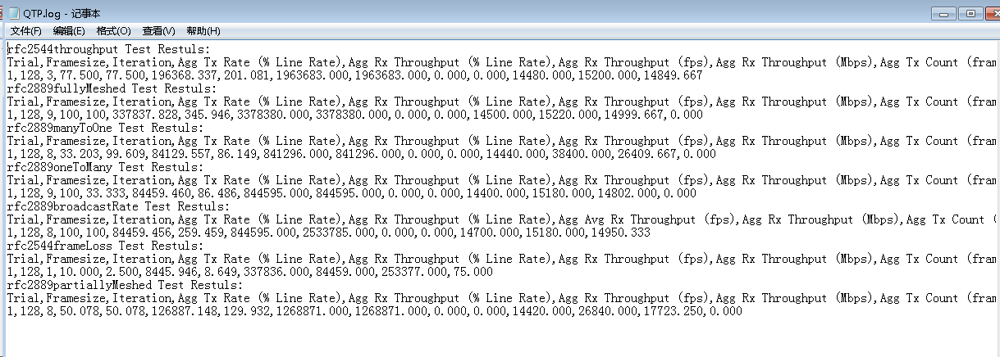 QTP.log - 记事本
文件(F) 编辑(E) 格式(O) 查看(V) 帮助(H)
rfc2544throughput Test Restuls:
Trial,Framesize,Iteration,Agg Tx Rate (% Line Rate),Agg Rx Throughput (% Line Rate),Agg Rx Throughput (fps),Agg Rx Throughput (Mbps),Agg Tx Count (fram
1,128,3,77.500,77.500,196368.337,201.081,1963683.000,1963683.000,0.000,0.000,14480.000,15200.000,14849.667
rfc2889fullyMeshed Test Restuls:
Trial,Framesize,Iteration,Agg Tx Rate (% Line Rate),Agg Rx Throughput (% Line Rate),Agg Rx Throughput (fps),Agg Rx Throughput (Mbps),Agg Tx Count (fram
1,128,9,100,100,337837.828,345.946,3378380.000,3378380.000,0.000,0.000,14500.000,15220.000,14999.667,0.000
rfc2889manyToOne Test Restuls:
Trial,Framesize,Iteration,Agg Tx Rate (% Line Rate),Agg Rx Throughput (% Line Rate),Agg Rx Throughput (fps),Agg Rx Throughput (Mbps),Agg Tx Count (fram
1,128,8,33.203,99.609,84129.557,86.149,841296.000,841296.000,0.000,0.000,14440.000,38400.000,26409.667,0.000
rfc2889oneToMany Test Restuls:
Trial,Framesize,Iteration,Agg Tx Rate (% Line Rate),Agg Rx Throughput (% Line Rate),Agg Rx Throughput (fps),Agg Rx Throughput (Mbps),Agg Tx Count (fram
1,128,9,100,33.333,84459.460,86.486,844595.000,844595.000,0.000,0.000,14400.000,15180.000,14802.000,0.000
rfc2889broadcastRate Test Restuls:
Trial,Framesize,Iteration,Agg Tx Rate (% Line Rate),Agg Rx Throughput (% Line Rate),Agg Avg Rx Throughput (fps),Agg Rx Throughput (Mbps),Agg Tx Count (
1,128,8,100,100,84459.456,259.459,844595.000,2533785.000,0.000,0.000,14700.000,15180.000,14950.333
rfc2544frameLoss Test Restuls:
Trial,Framesize,Iteration,Agg Tx Rate (% Line Rate),Agg Rx Throughput (% Line Rate),Agg Rx Throughput (fps),Agg Rx Throughput (Mbps),Agg Tx Count (fram
1,128,1,10.000,2.500,8445.946,8.649,337836.000,84459.000,253377.000,75.000
rfc2889partiallyMeshed Test Restuls:
Trial,Framesize,Iteration,Agg Tx Rate (% Line Rate),Agg Rx Throughput (% Line Rate),Agg Rx Throughput (fps),Agg Rx Throughput (Mbps),Agg Tx Count (fram
1,128,8,50.078,50.078,126887.148,129.932,1268871.000,1268871.000,0.000,0.000,14420.000,26840.000,17723.250,0.000